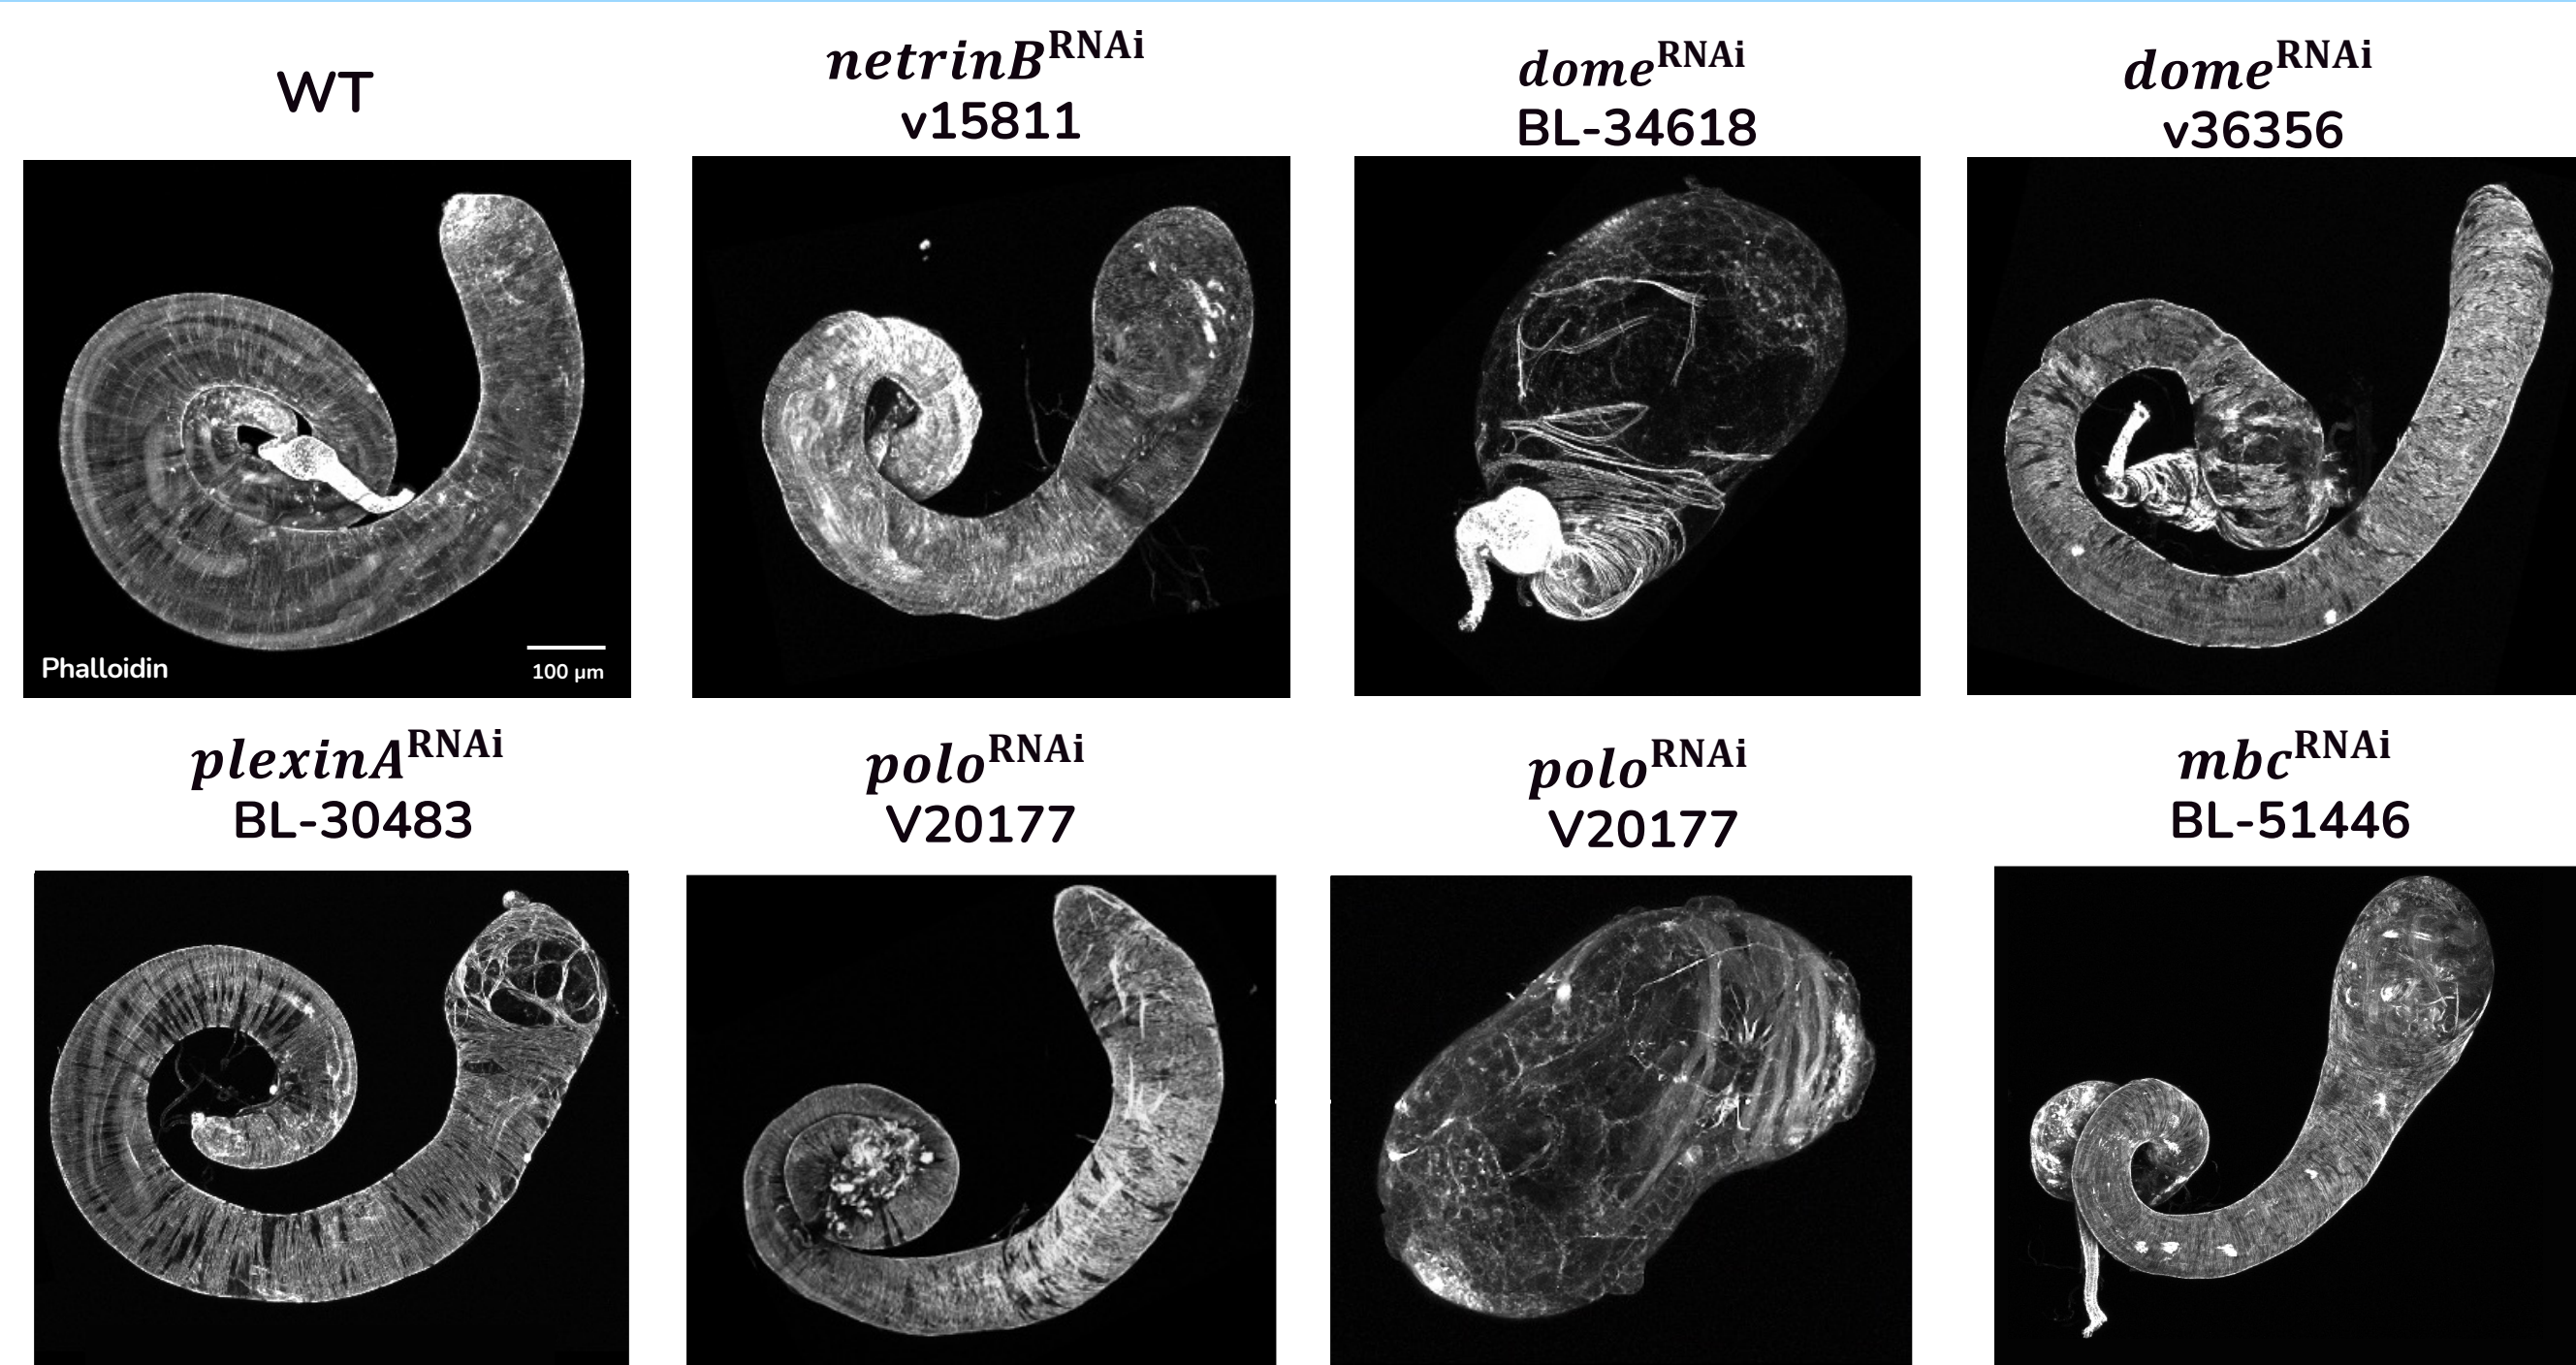 WT
netrinB^RNAi
v15811
dome^RNAi
BL-34618
dome^RNAi
v36356
Phalloidin
100 µm
plexinA^RNAi
BL-30483
polo^RNAi
V20177
polo^RNAi
V20177
mbc^RNAi
BL-51446